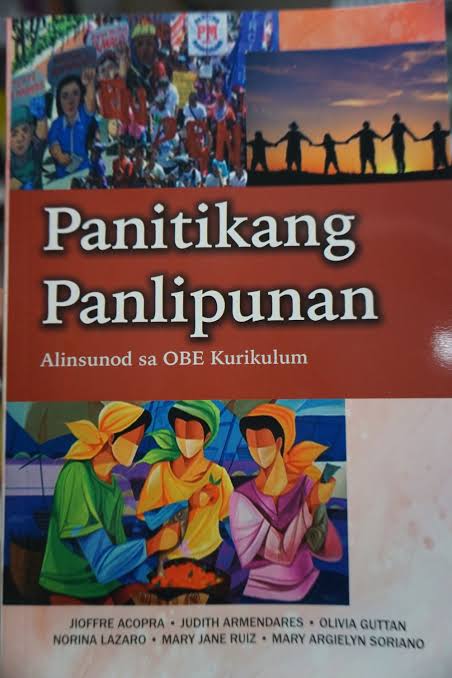 PM
Panitikang
Panlipunan
Alinsunod sa OBE Kurikulum
JIOFFRE ACOPRA • JUDITH ARMENDARES • OLIVIA GUTTAN
NORINA LAZARO • MARY JANE RUIZ • MARY ARGIELYN SORIANO